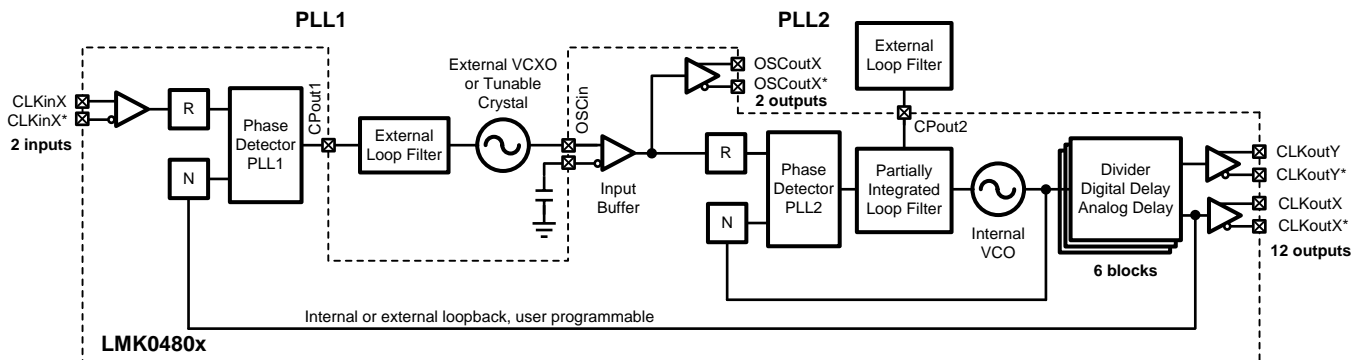 PLL1
PLL2
External VCXO
or Tunable
Crystal
External
Loop Filter
OSCoutX
OSCoutX*
2 outputs
CLKinX
CLKinX*
2 inputs
R
N
Phase
Detector
PLL1
CPout1
External
Loop Filter
OSCin
Input
Buffer
CPout2
R
N
Phase
Detector
PLL2
Partially
Integrated
Loop Filter
Internal
VCO
Divider
Digital Delay
Analog Delay
6 blocks
CLKoutY
CLKoutY*
CLKoutX
CLKoutX*
12 outputs
Internal or external loopback, user programmable
LMK0480x